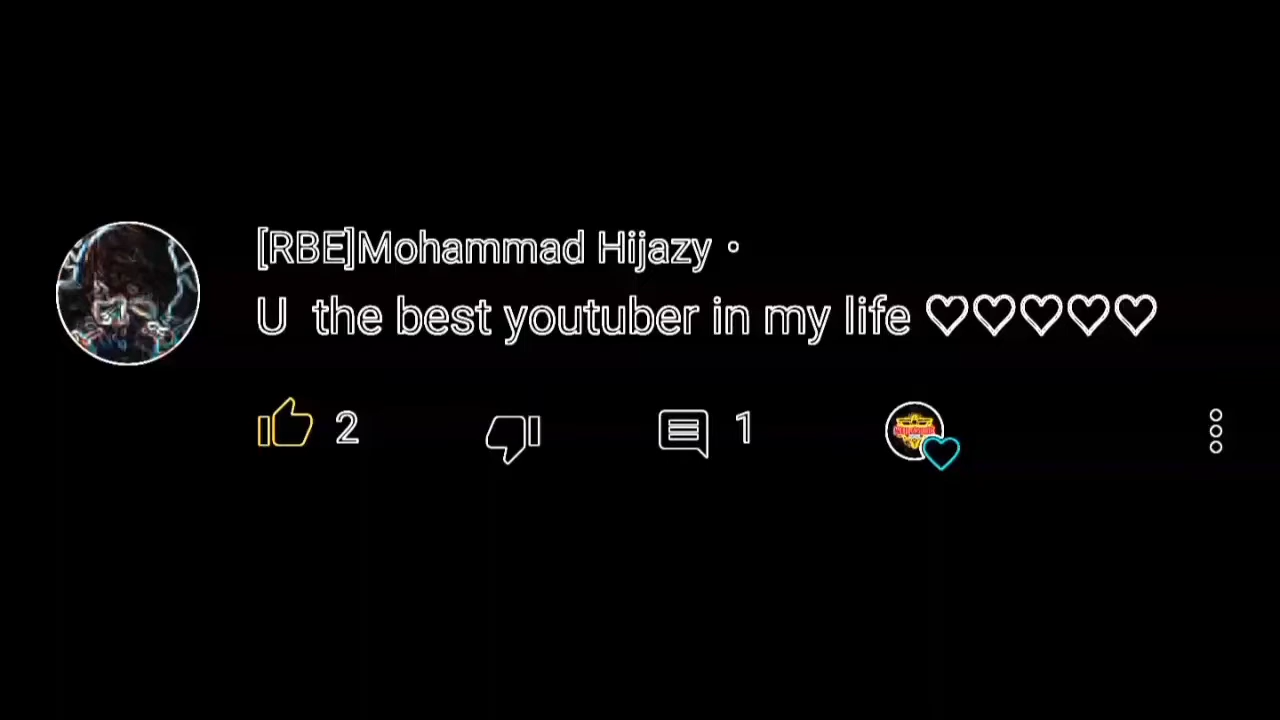 [RBE]Mohammad Hijazy •
U  the best youtuber in my life ♡♡♡♡♡
2
1